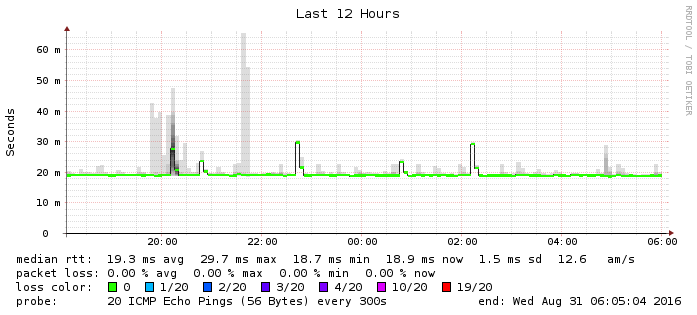 Last 12 Hours
RRDTOOL / TOBI OETIKER
Seconds
60 m
50 m
40 m
30 m
20 m
10 m
0
20:00 22:00 00:00 02:00 04:00 06:00
median rtt: 19.3 ms avg 29.7 ms max 18.7 ms min 18.9 ms now 1.5 ms sd 12.6 am/s
packet loss: 0.00 % avg 0.00 % max 0.00 % min 0.00 % now
loss color: 0 1/20 2/20 3/20 4/20 10/20 19/20
probe: 20 ICMP Echo Pings (56 Bytes) every 300s end: Wed Aug 31 06:05:04 2016